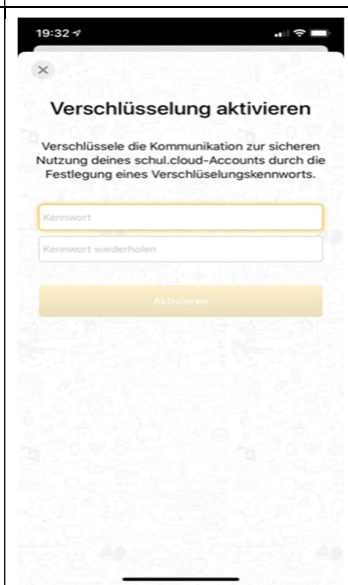 19:32
Verschlüsselung aktivieren
Verschlüssele die Kommunikation zur sicheren
Nutzung deines schul.cloud-Accounts durch die
Festlegung eines Verschlüselungskennworts.
Kennwort
Kennwort wiederholen
Aktivieren